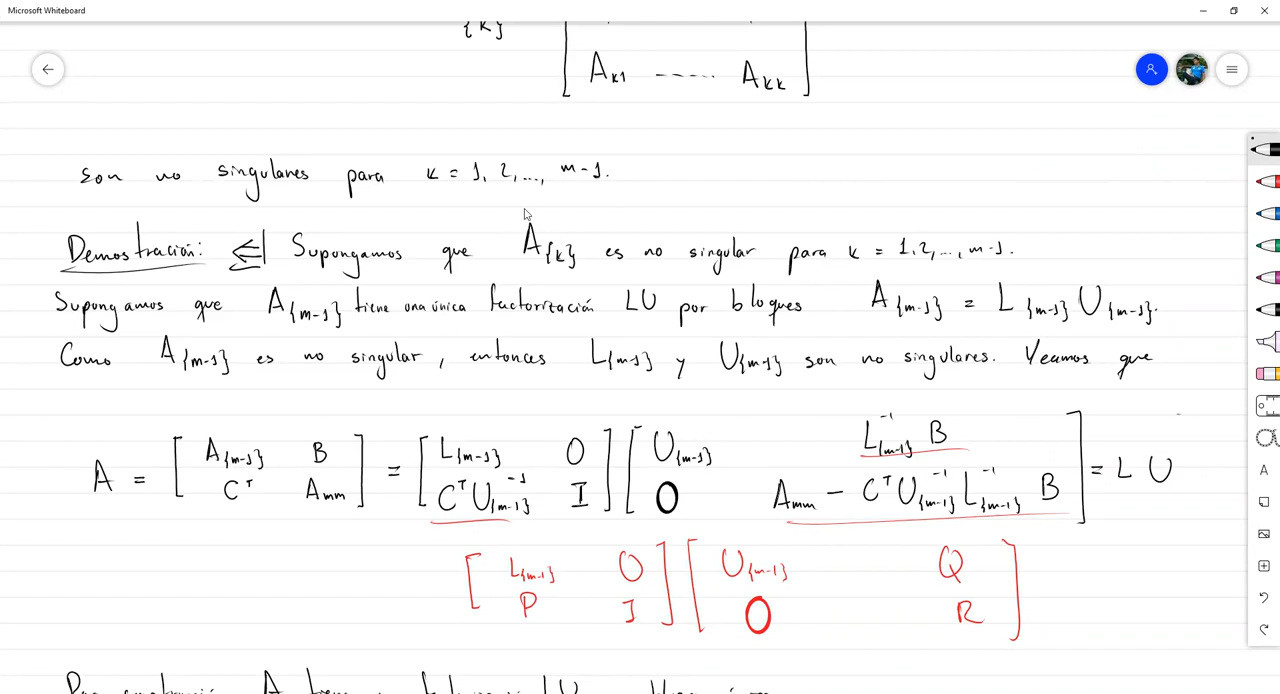 Microsoft Whiteboard
{k}
A_{k1} ------ A_{kk}
son no singulares para k = 1, 2, ..., m-1.
Demostración: ⇐| Supongamos que A_{\{k\}} es no singular para k = 1, 2, ..., m-1.
Supongamos que A_{\{m-1\}} tiene una única factorización LU por bloques A_{\{m-1\}} = L_{\{m-1\}} U_{\{m-1\}}.
Como A_{\{m-1\}} es no singular, entonces L_{\{m-1\}} y U_{\{m-1\}} son no singulares. Veamos que
A = [ A_{\{m-1\}} B ; C^T A_{mm} ] = [ L_{\{m-1\}} O ; C^T U_{\{m-1\}}^{-1} I ] [ U_{\{m-1\}} L_{\{m-1\}}^{-1} B ; O A_{mm} - C^T U_{\{m-1\}}^{-1} L_{\{m-1\}}^{-1} B ] = L U
[ L_{\{m-1\}} O ; P I ] [ U_{\{m-1\}} Q ; O R ]
A